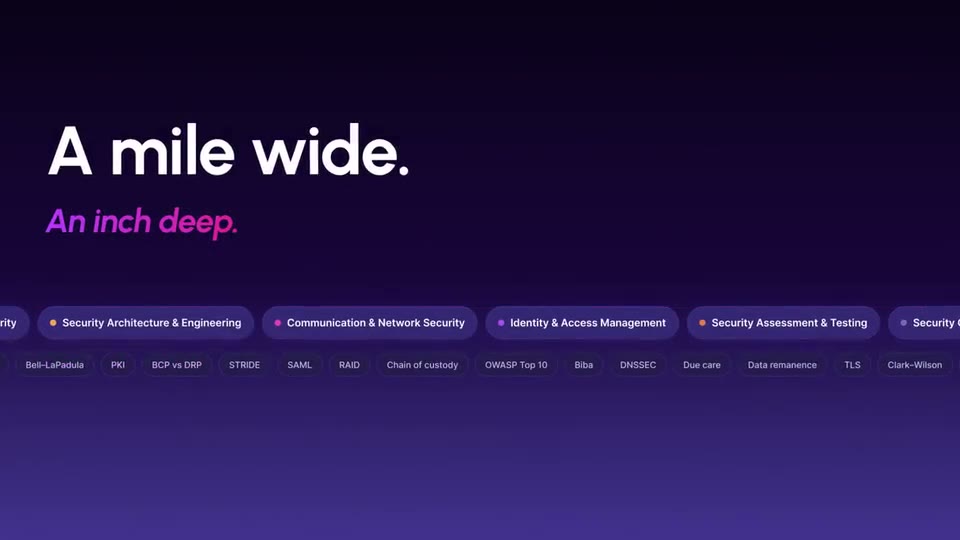 A mile wide.
An inch deep.
rity Security Architecture & Engineering Communication & Network Security Identity & Access Management Security Assessment & Testing Security
Bell–LaPadula PKI BCP vs DRP STRIDE SAML RAID Chain of custody OWASP Top 10 Biba DNSSEC Due care Data remanence TLS Clark–Wilson